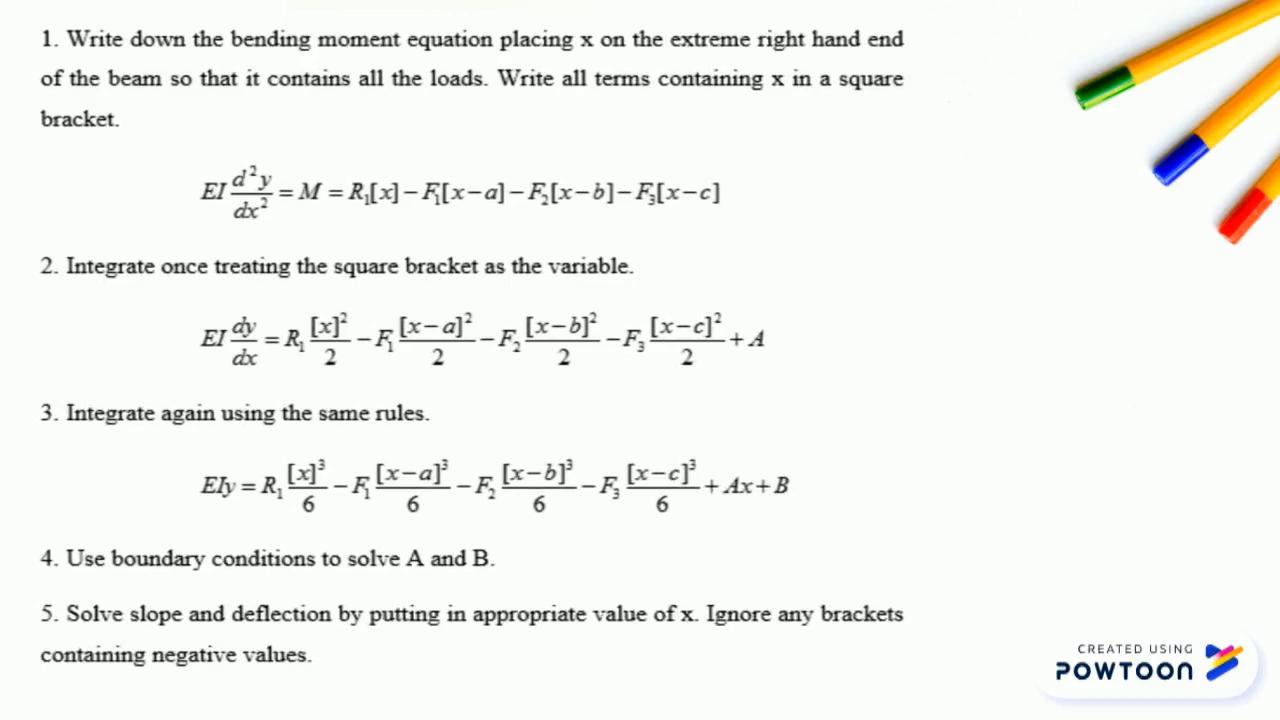 1. Write down the bending moment equation placing x on the extreme right hand end
of the beam so that it contains all the loads. Write all terms containing x in a square
bracket.
EI d²y/dx² = M = R₁[x] − F₁[x−a] − F₂[x−b] − F₃[x−c]
2. Integrate once treating the square bracket as the variable.
EI dy/dx = R₁ [x]²/2 − F₁ [x−a]²/2 − F₂ [x−b]²/2 − F₃ [x−c]²/2 + A
3. Integrate again using the same rules.
EIy = R₁ [x]³/6 − F₁ [x−a]³/6 − F₂ [x−b]³/6 − F₃ [x−c]³/6 + Ax + B
4. Use boundary conditions to solve A and B.
5. Solve slope and deflection by putting in appropriate value of x. Ignore any brackets
containing negative values.
CREATED USING
POWTOON